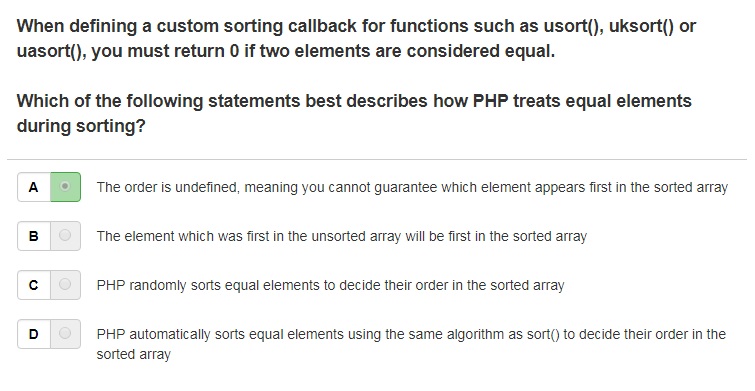 When defining a custom sorting callback for functions such as usort(), uksort() or
uasort(), you must return 0 if two elements are considered equal.
Which of the following statements best describes how PHP treats equal elements
during sorting?
A The order is undefined, meaning you cannot guarantee which element appears first in the sorted array
B The element which was first in the unsorted array will be first in the sorted array
C PHP randomly sorts equal elements to decide their order in the sorted array
D PHP automatically sorts equal elements using the same algorithm as sort() to decide their order in the
sorted array